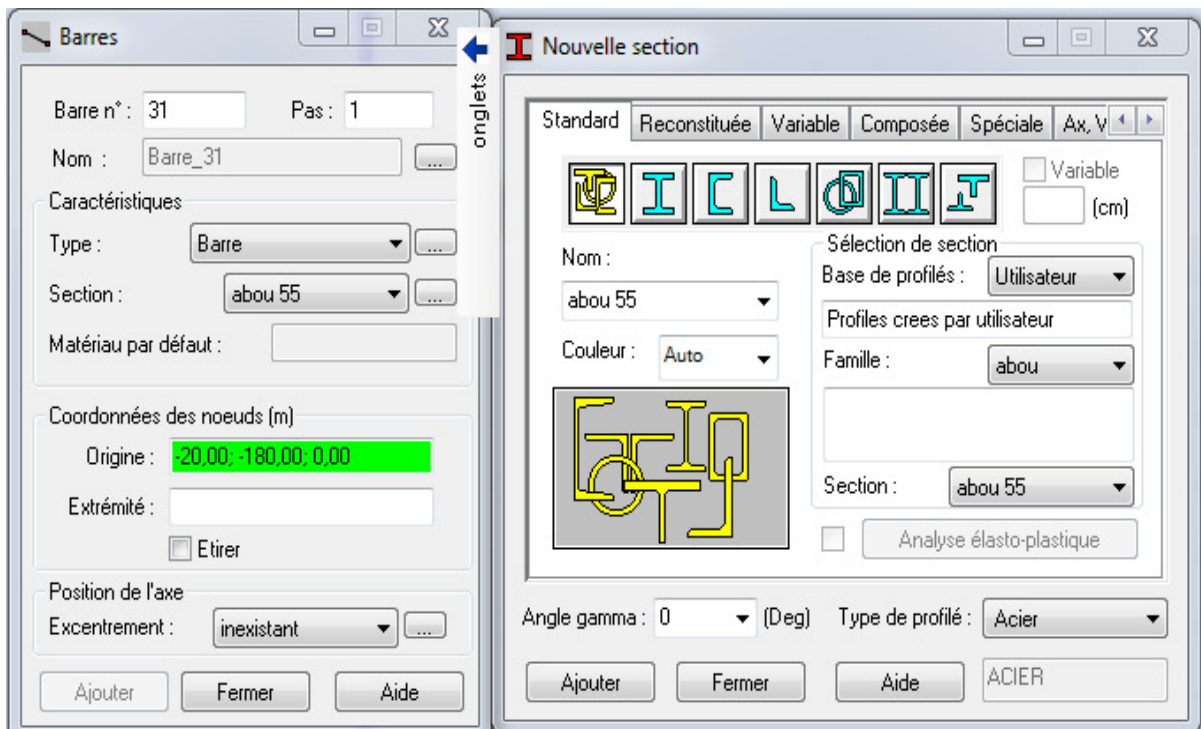 Barres
Barre n° : 31 Pas : 1
Nom : Barre_31 ...
Caractéristiques
Type : Barre ...
Section : abou 55 ...
Matériau par défaut :
Coordonnées des noeuds (m)
Origine : -20,00; -180,00; 0,00
Extrémité :
Etirer
Position de l'axe
Excentrement : inexistant ...
Ajouter Fermer Aide
onglets
Nouvelle section
Standard Reconstituée Variable Composée Spéciale Ax, V
Variable
(cm)
Nom :
abou 55
Couleur : Auto
Sélection de section
Base de profilés : Utilisateur
Profiles crees par utilisateur
Famille : abou
Section : abou 55
Analyse élasto-plastique
Angle gamma : 0 (Deg) Type de profilé : Acier
Ajouter Fermer Aide ACIER